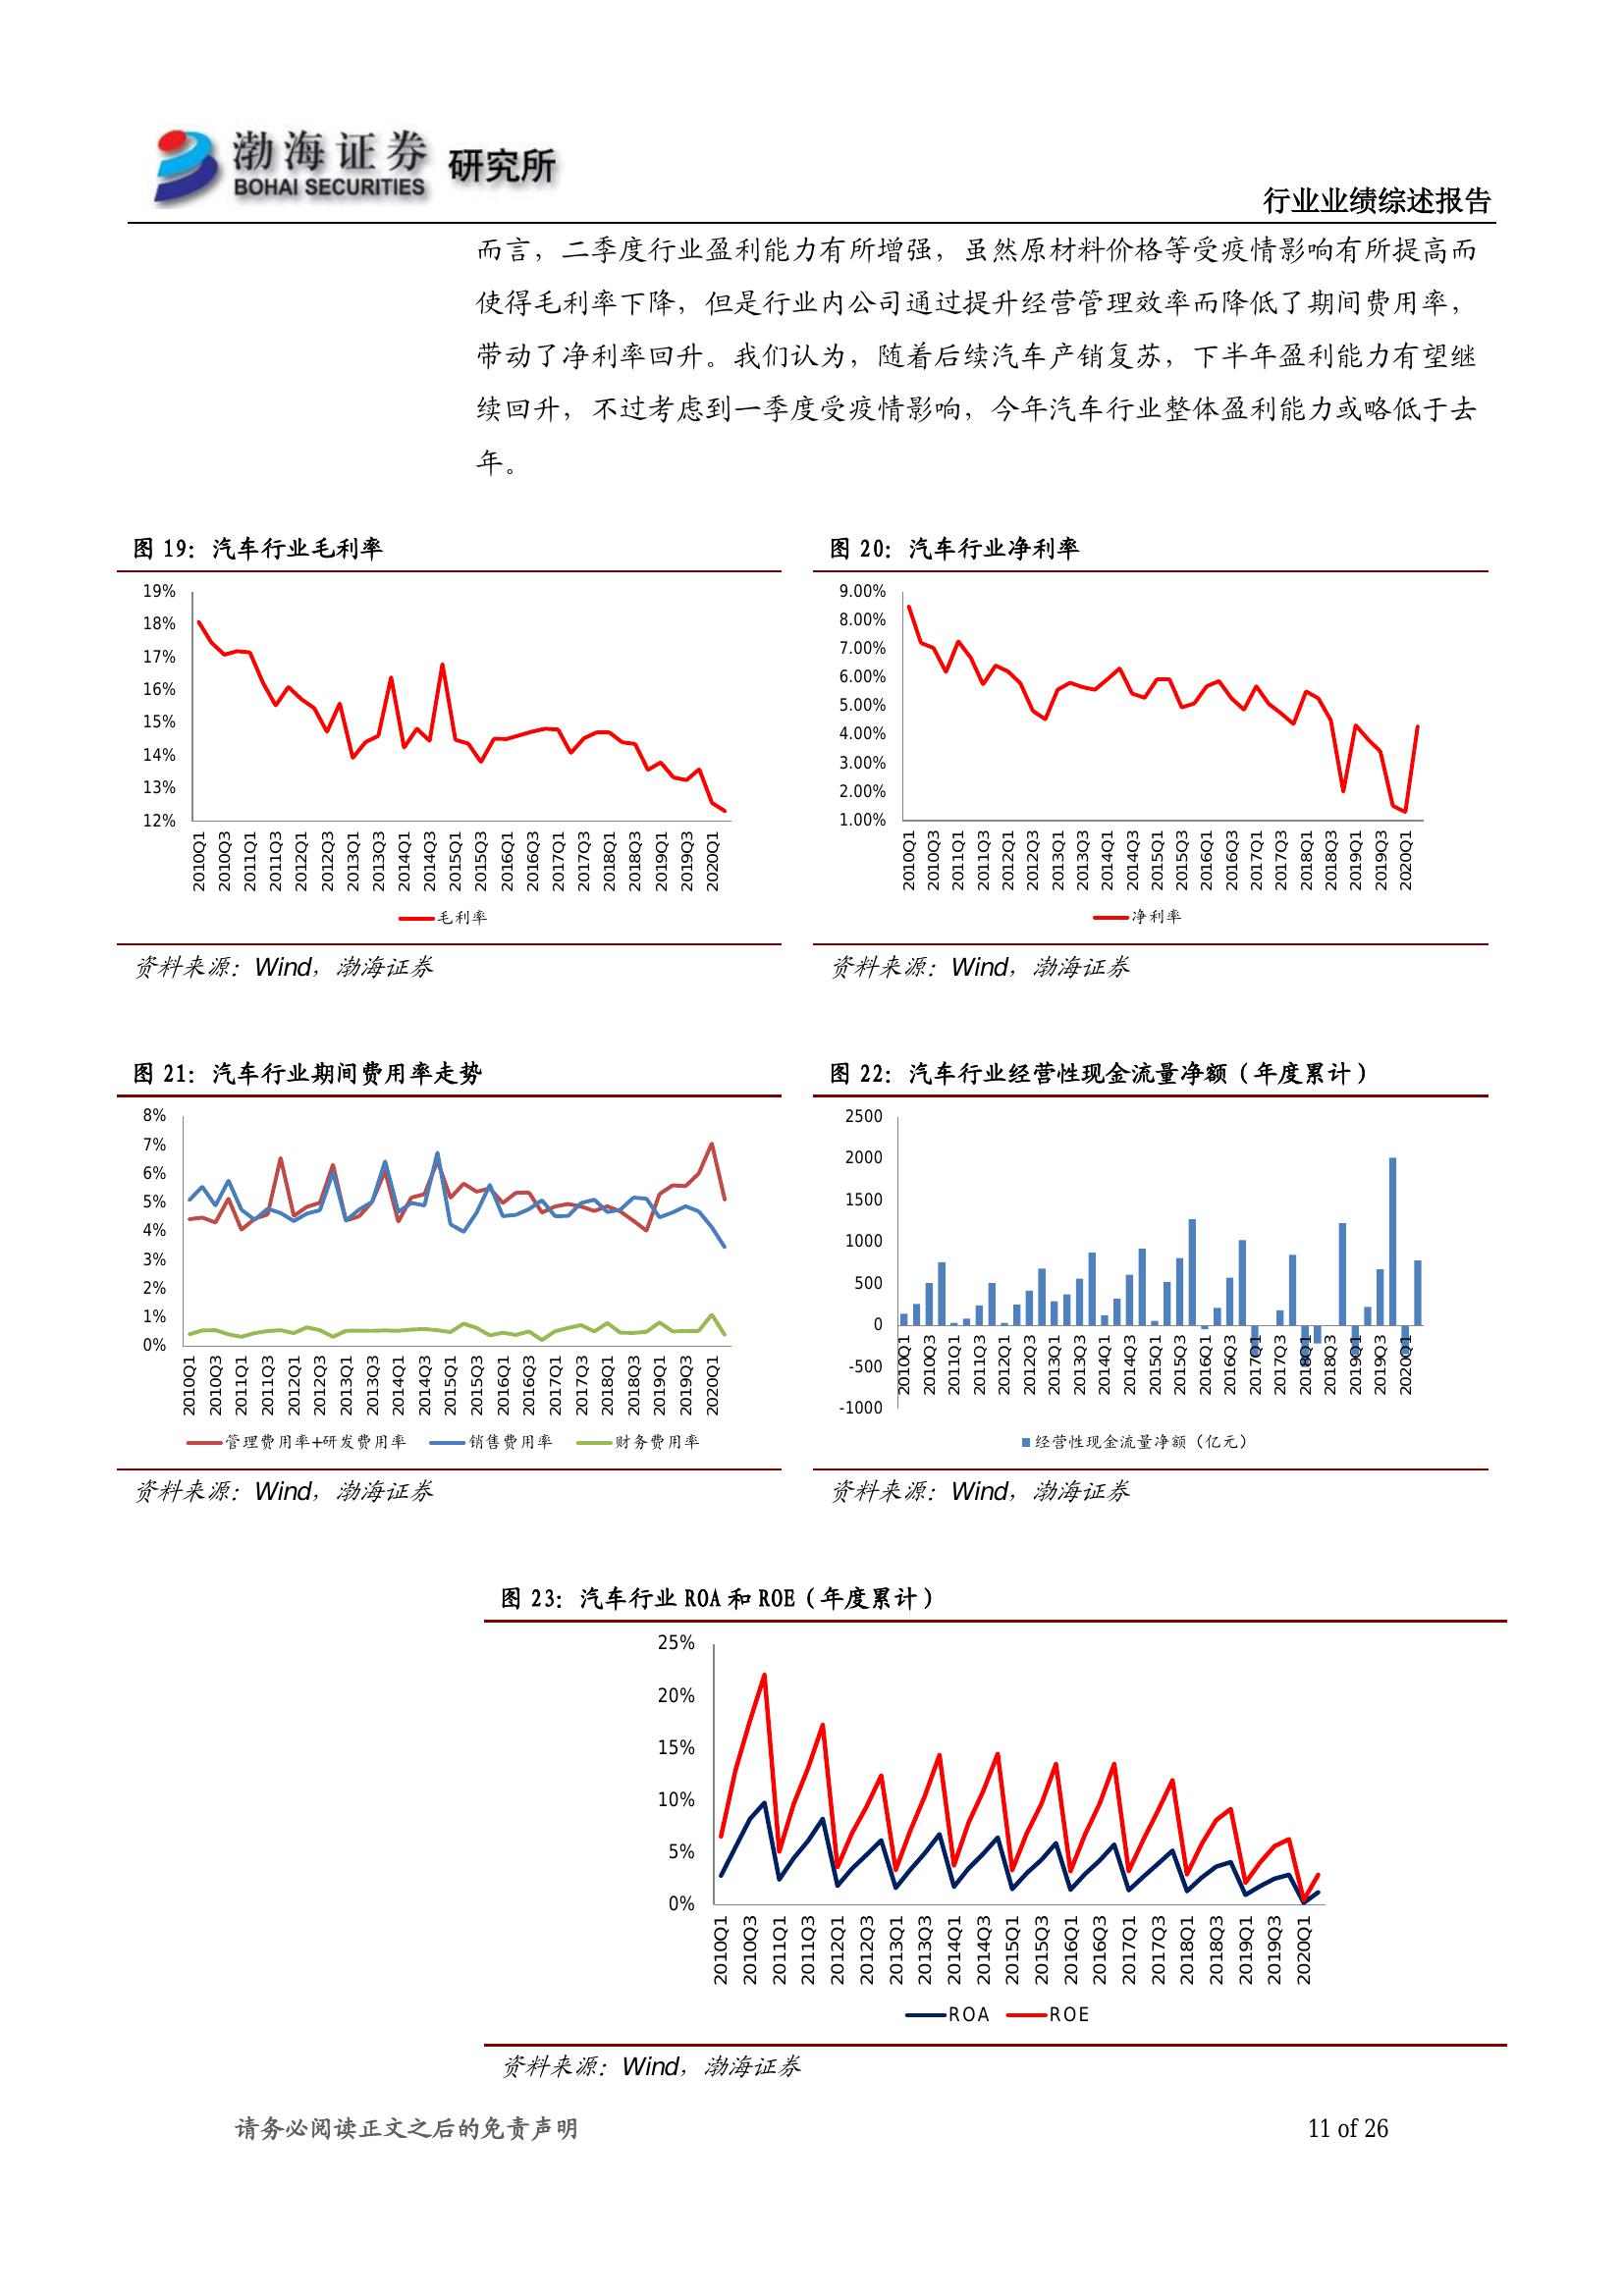 渤海证券 研究所
BOHAI SECURITIES
行业业绩综述报告
而言，二季度行业盈利能力有所增强，虽然原材料价格等受疫情影响有所提高而
使得毛利率下降，但是行业内公司通过提升经营管理效率而降低了期间费用率，
带动了净利率回升。我们认为，随着后续汽车产销复苏，下半年盈利能力有望继
续回升，不过考虑到一季度受疫情影响，今年汽车行业整体盈利能力或略低于去
年。
图 19：汽车行业毛利率
19%
18%
17%
16%
15%
14%
13%
12%
2010Q1 2010Q3 2011Q1 2011Q3 2012Q1 2012Q3 2013Q1 2013Q3 2014Q1 2014Q3 2015Q1 2015Q3 2016Q1 2016Q3 2017Q1 2017Q3 2018Q1 2018Q3 2019Q1 2019Q3 2020Q1
毛利率
资料来源：Wind，渤海证券
图 20：汽车行业净利率
9.00%
8.00%
7.00%
6.00%
5.00%
4.00%
3.00%
2.00%
1.00%
2010Q1 2010Q3 2011Q1 2011Q3 2012Q1 2012Q3 2013Q1 2013Q3 2014Q1 2014Q3 2015Q1 2015Q3 2016Q1 2016Q3 2017Q1 2017Q3 2018Q1 2018Q3 2019Q1 2019Q3 2020Q1
净利率
资料来源：Wind，渤海证券
图 21：汽车行业期间费用率走势
8%
7%
6%
5%
4%
3%
2%
1%
0%
2010Q1 2010Q3 2011Q1 2011Q3 2012Q1 2012Q3 2013Q1 2013Q3 2014Q1 2014Q3 2015Q1 2015Q3 2016Q1 2016Q3 2017Q1 2017Q3 2018Q1 2018Q3 2019Q1 2019Q3 2020Q1
管理费用率+研发费用率 销售费用率 财务费用率
资料来源：Wind，渤海证券
图 22：汽车行业经营性现金流量净额（年度累计）
2500
2000
1500
1000
500
0
-500
-1000
2010Q1 2010Q3 2011Q1 2011Q3 2012Q1 2012Q3 2013Q1 2013Q3 2014Q1 2014Q3 2015Q1 2015Q3 2016Q1 2016Q3 2017Q1 2017Q3 2018Q1 2018Q3 2019Q1 2019Q3 2020Q1
经营性现金流量净额（亿元）
资料来源：Wind，渤海证券
图 23：汽车行业 ROA 和 ROE（年度累计）
25%
20%
15%
10%
5%
0%
2010Q1 2010Q3 2011Q1 2011Q3 2012Q1 2012Q3 2013Q1 2013Q3 2014Q1 2014Q3 2015Q1 2015Q3 2016Q1 2016Q3 2017Q1 2017Q3 2018Q1 2018Q3 2019Q1 2019Q3 2020Q1
ROA ROE
资料来源：Wind，渤海证券
请务必阅读正文之后的免责声明
11 of 26